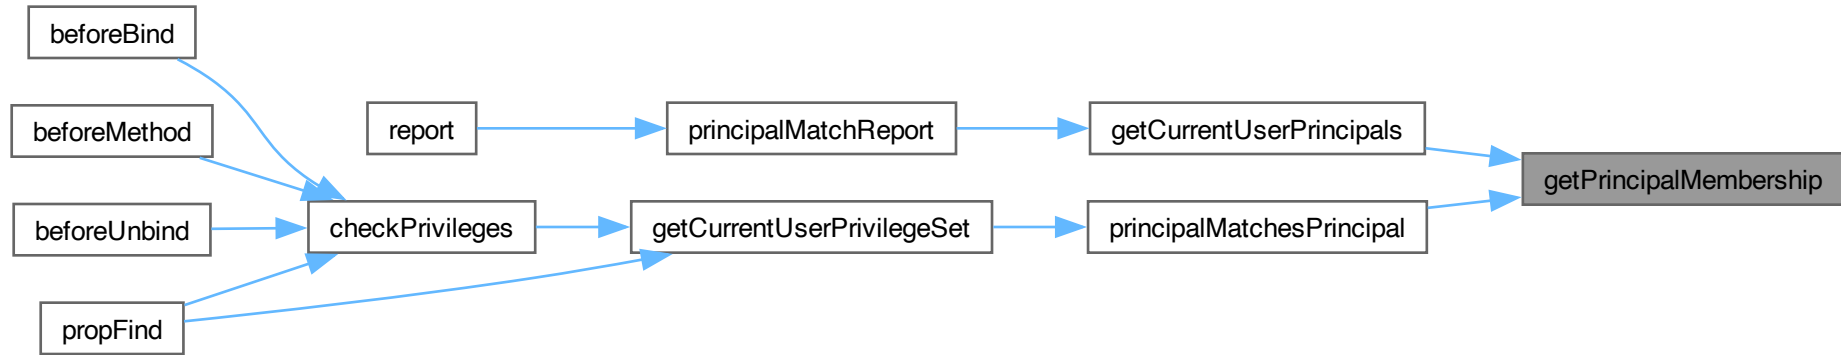 beforeBind
beforeMethod
beforeUnbind
propFind
report
checkPrivileges
principalMatchReport
getCurrentUserPrivilegeSet
getCurrentUserPrincipals
principalMatchesPrincipal
getPrincipalMembership